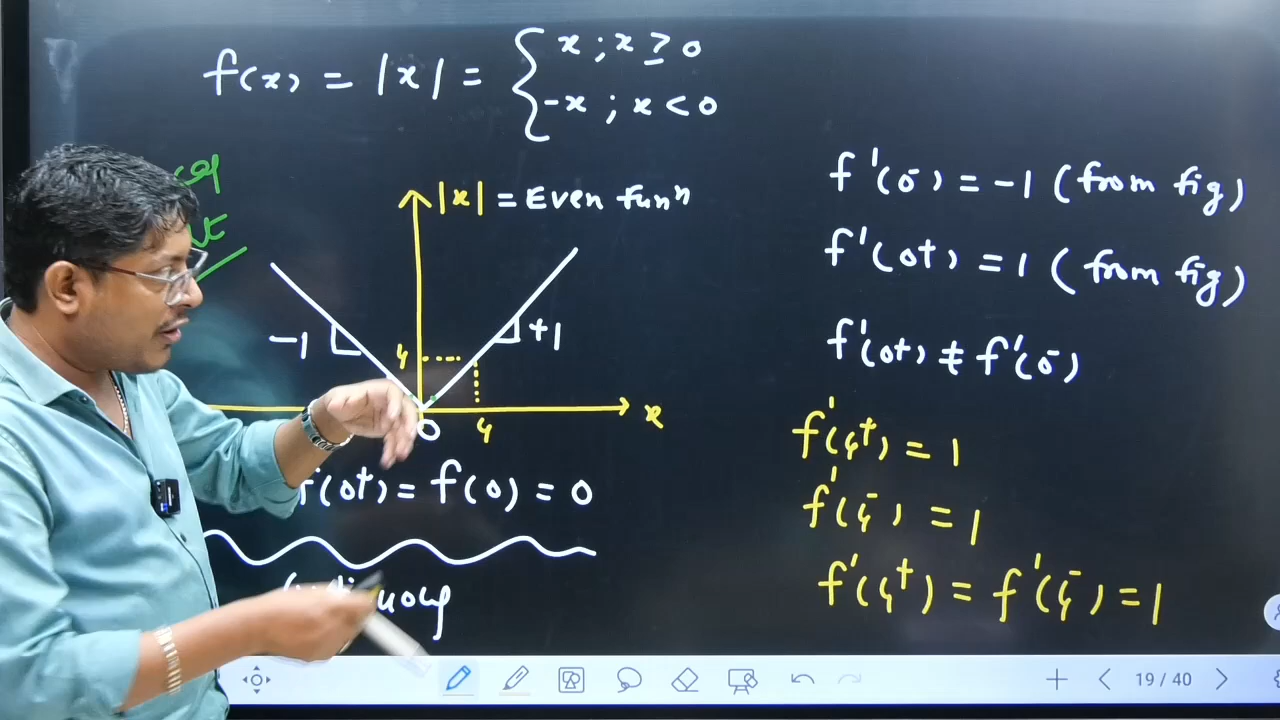 f(x) = |x| = { x ; x ≥ 0
-x ; x < 0
|x| = Even funⁿ
-1
+1
4
x
0
4
f(0⁺) = f(0) = 0
f'(0⁻) = -1 (from fig)
f'(0⁺) = 1 (from fig)
f'(0⁺) ≠ f'(0⁻)
f'(4⁺) = 1
f'(4⁻) = 1
f'(4⁺) = f'(4⁻) = 1
19 / 40